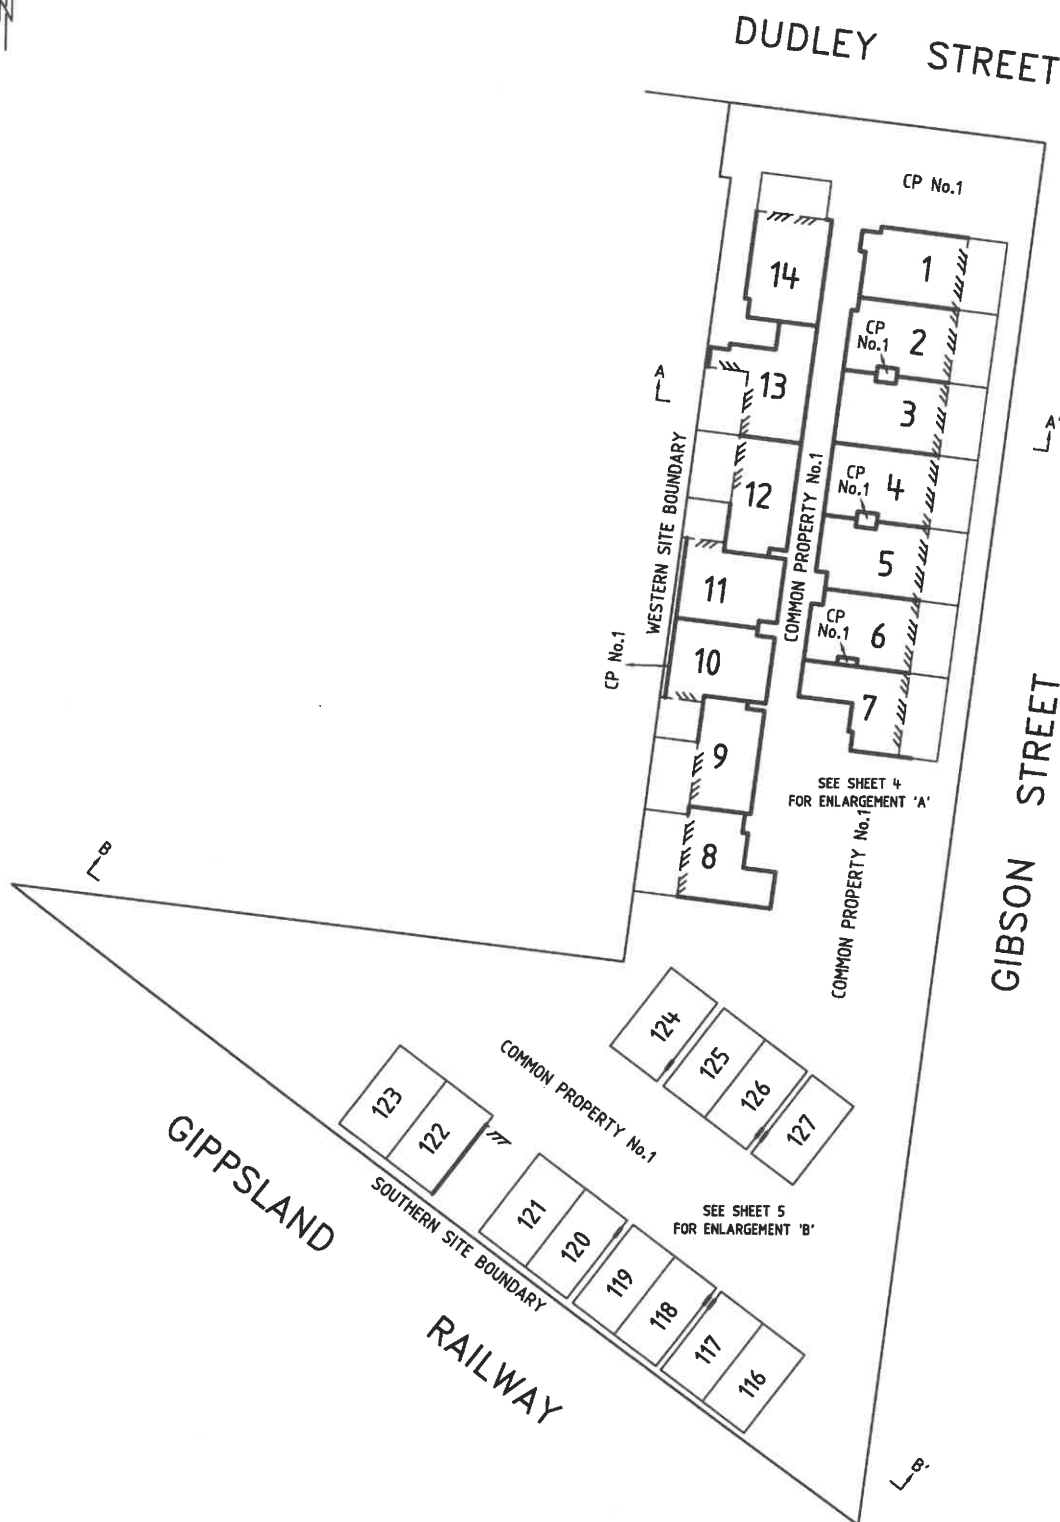 N
DUDLEY STREET
CP No.1
14
1
CP
No.1
2
A
13
3
A'
WESTERN SITE BOUNDARY
12
COMMON PROPERTY No.1
CP
No.1
4
5
11
CP
No.1
6
CP No.1
10
7
9
SEE SHEET 4
FOR ENLARGEMENT 'A'
GIBSON STREET
8
COMMON PROPERTY No.1
B
124
125
126
127
COMMON PROPERTY No.1
123
122
GIPPSLAND RAILWAY
SOUTHERN SITE BOUNDARY
121
120
SEE SHEET 5
FOR ENLARGEMENT 'B'
119
118
117
116
B'